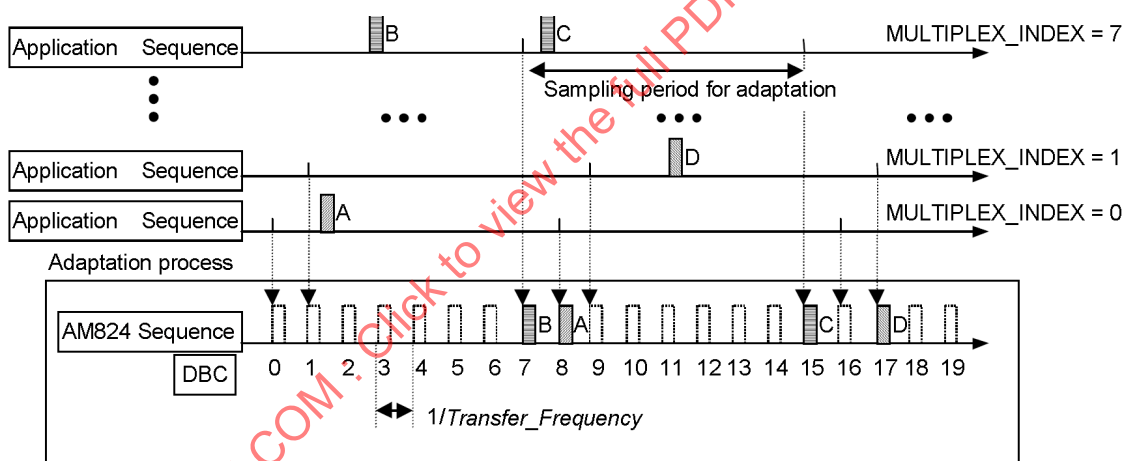 B
C
MULTIPLEX_INDEX = 7
Application Sequence
Sampling period for adaptation
D
MULTIPLEX_INDEX = 1
Application Sequence
A
MULTIPLEX_INDEX = 0
Application Sequence
Adaptation process
AM824 Sequence
B
A
C
D
DBC
0 1 2 3 4 5 6 7 8 9 10 11 12 13 14 15 16 17 18 19
1/Transfer_Frequency
COM : Click to view the full PDF